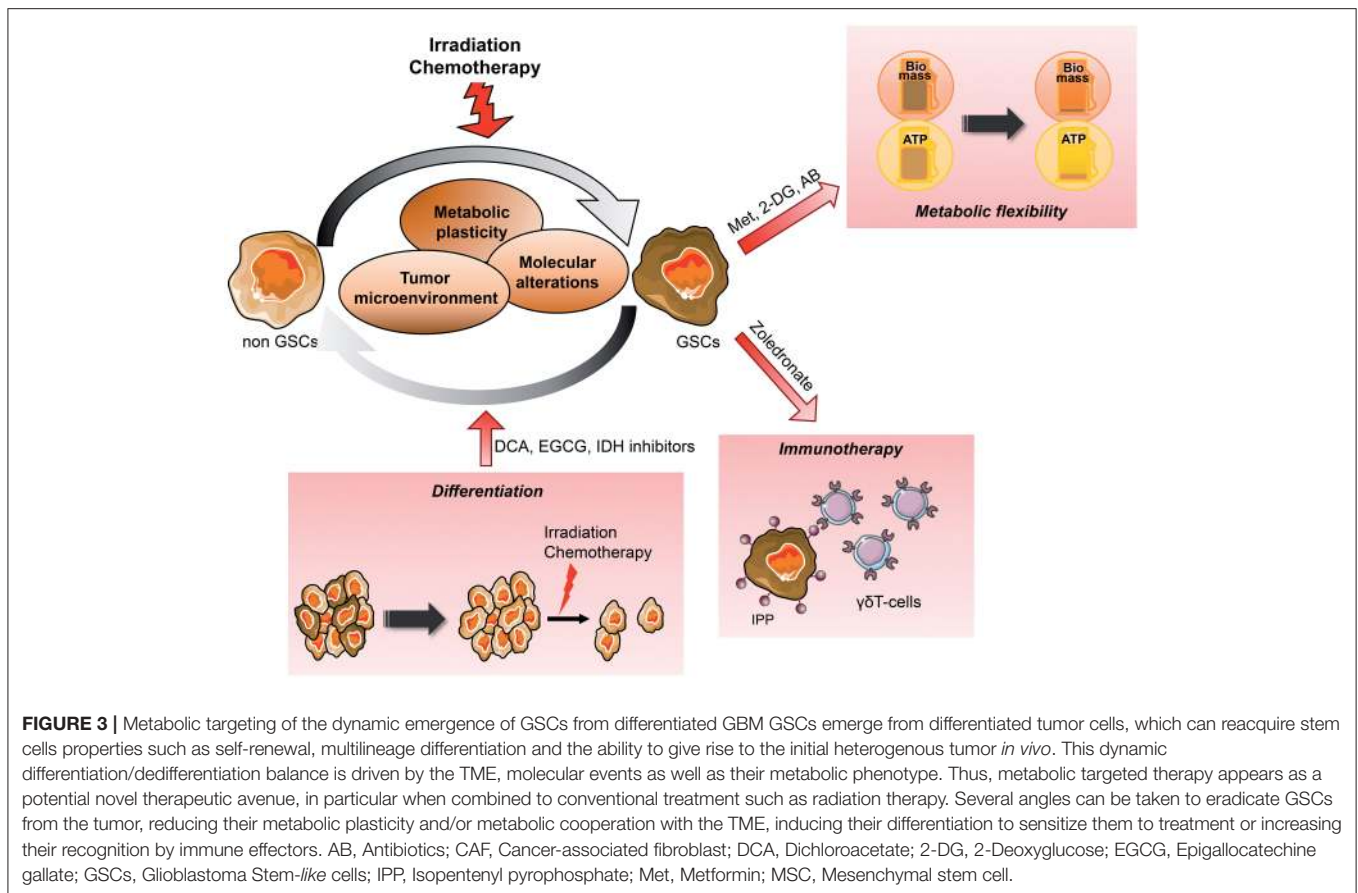 Irradiation
Chemotherapy
Bio
mass
Bio
mass
ATP
ATP
Metabolic flexibility
Met, 2-DG, AB
Metabolic
plasticity
Molecular
alterations
Tumor
microenvironment
non GSCs
GSCs
Zoledronate
DCA, EGCG, IDH inhibitors
Differentiation
Irradiation
Chemotherapy
Immunotherapy
IPP
γδT-cells
FIGURE 3 | Metabolic targeting of the dynamic emergence of GSCs from differentiated GBM GSCs emerge from differentiated tumor cells, which can reacquire stem
cells properties such as self-renewal, multilineage differentiation and the ability to give rise to the initial heterogenous tumor in vivo. This dynamic
differentiation/dedifferentiation balance is driven by the TME, molecular events as well as their metabolic phenotype. Thus, metabolic targeted therapy appears as a
potential novel therapeutic avenue, in particular when combined to conventional treatment such as radiation therapy. Several angles can be taken to eradicate GSCs
from the tumor, reducing their metabolic plasticity and/or metabolic cooperation with the TME, inducing their differentiation to sensitize them to treatment or increasing
their recognition by immune effectors. AB, Antibiotics; CAF, Cancer-associated fibroblast; DCA, Dichloroacetate; 2-DG, 2-Deoxyglucose; EGCG, Epigallocatechine
gallate; GSCs, Glioblastoma Stem-like cells; IPP, Isopentenyl pyrophosphate; Met, Metformin; MSC, Mesenchymal stem cell.